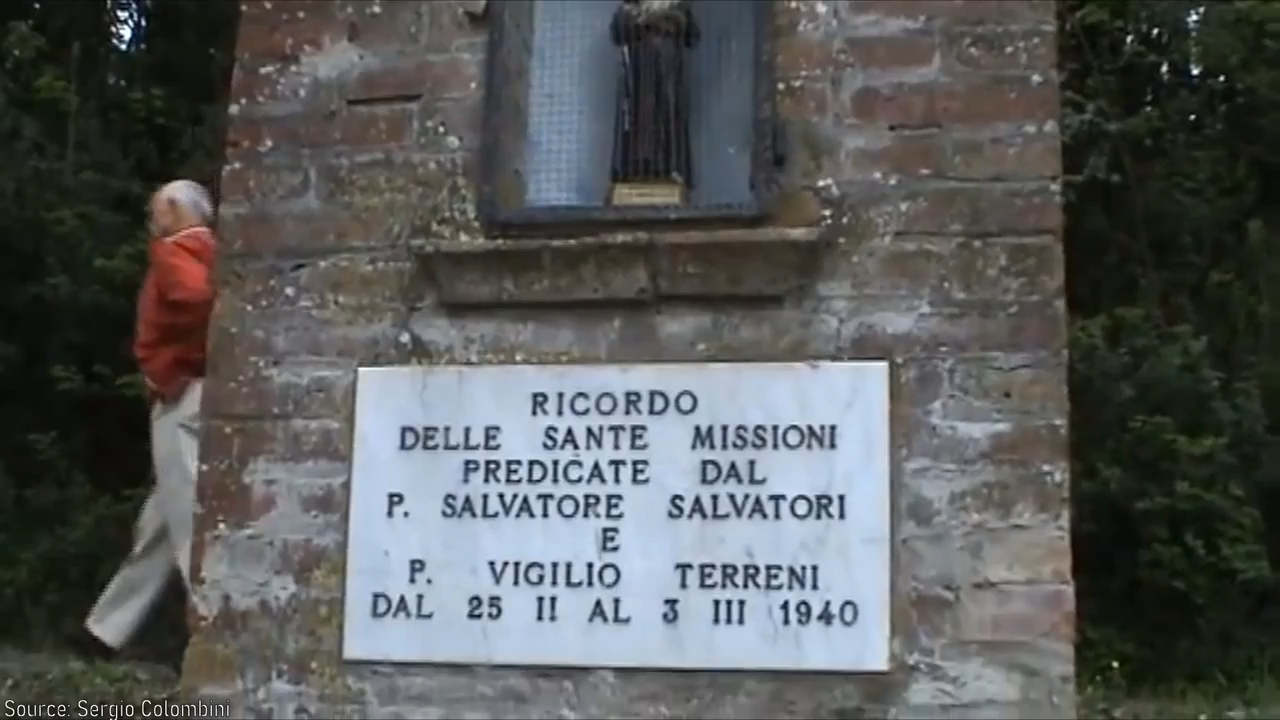 RICORDO
DELLE SANTE MISSIONI
PREDICATE DAL
P. SALVATORE SALVATORI
E
P. VIGILIO TERRENI
DAL 25 II AL 3 III 1940
Source: Sergio Colombini